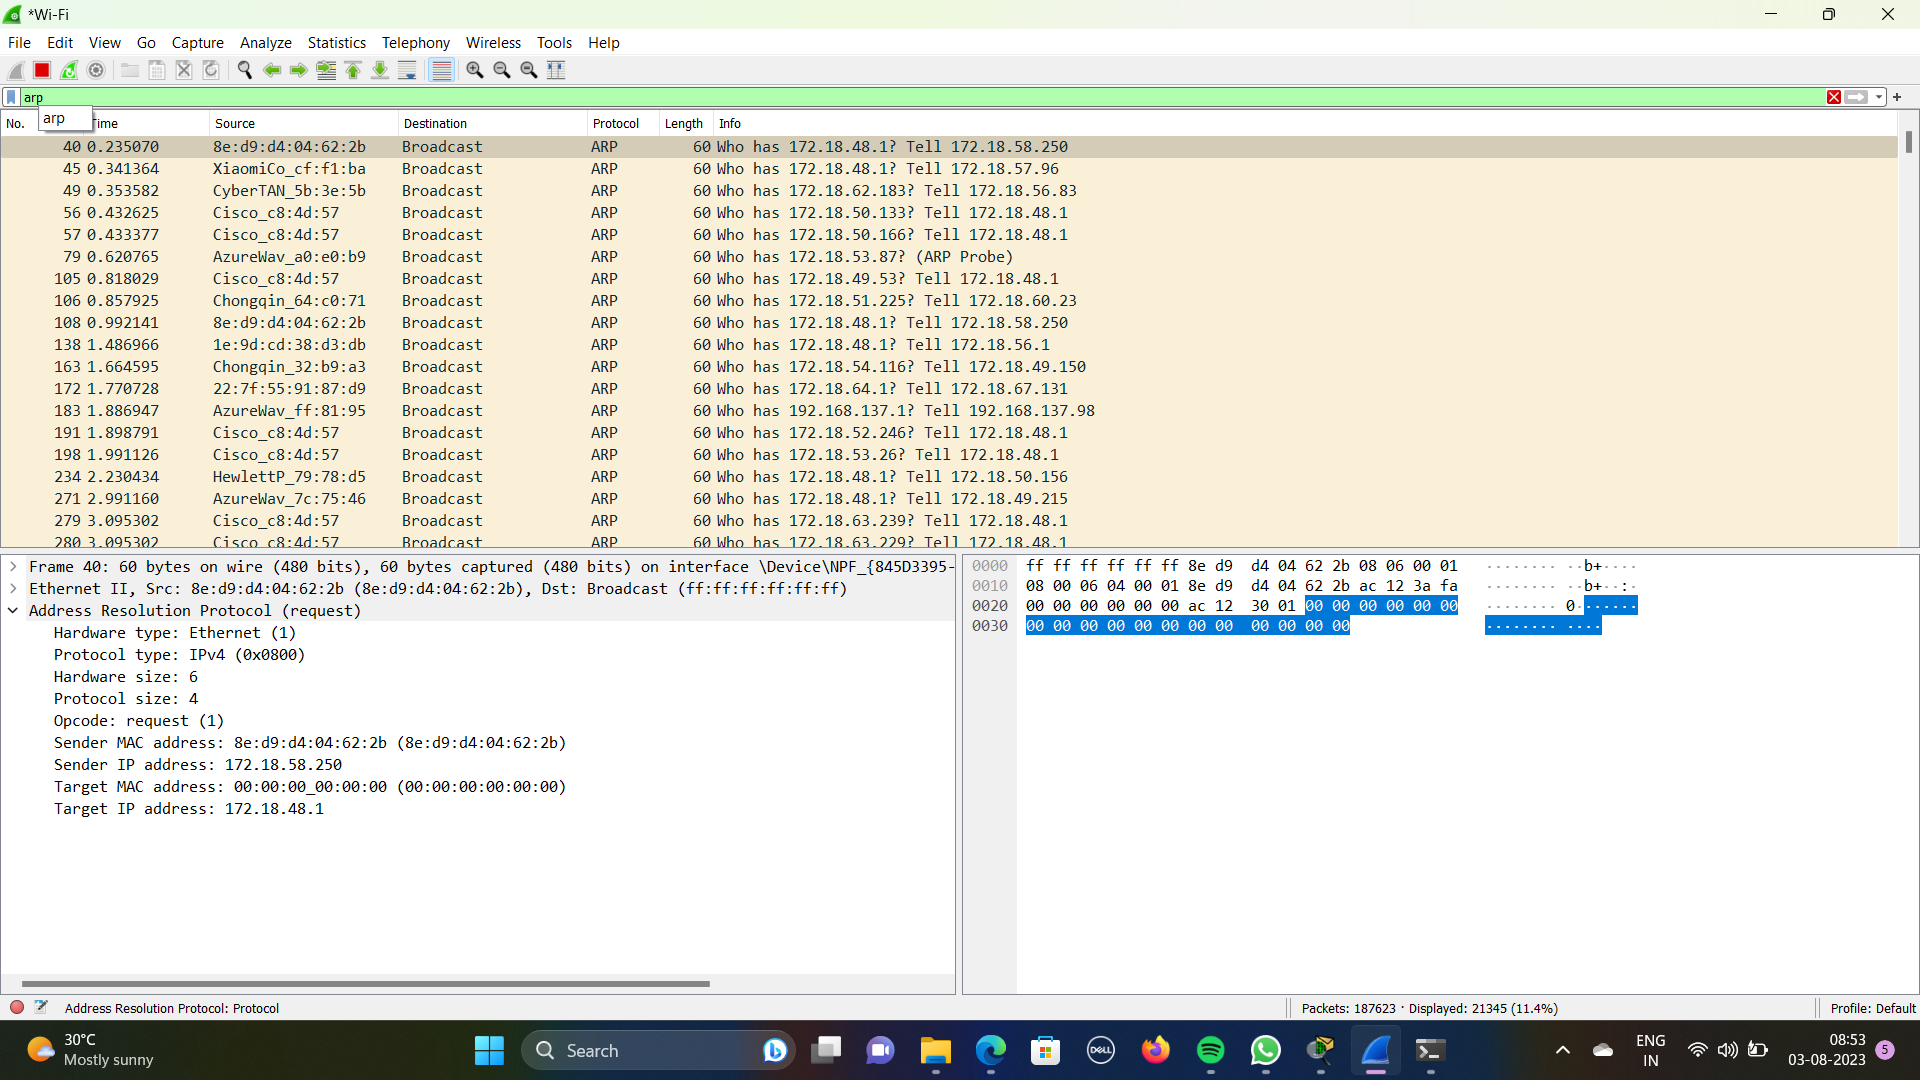 *Wi-Fi
File Edit View Go Capture Analyze Statistics Telephony Wireless Tools Help
arp
arp
No. Time Source Destination Protocol Length Info
40 0.235070 8e:d9:d4:04:62:2b Broadcast ARP 60 Who has 172.18.48.1? Tell 172.18.58.250
45 0.341364 XiaomiCo_cf:f1:ba Broadcast ARP 60 Who has 172.18.48.1? Tell 172.18.57.96
49 0.353582 CyberTAN_5b:3e:5b Broadcast ARP 60 Who has 172.18.62.183? Tell 172.18.56.83
56 0.432625 Cisco_c8:4d:57 Broadcast ARP 60 Who has 172.18.50.133? Tell 172.18.48.1
57 0.433377 Cisco_c8:4d:57 Broadcast ARP 60 Who has 172.18.50.166? Tell 172.18.48.1
79 0.620765 AzureWav_a0:e0:b9 Broadcast ARP 60 Who has 172.18.53.87? (ARP Probe)
105 0.818029 Cisco_c8:4d:57 Broadcast ARP 60 Who has 172.18.49.53? Tell 172.18.48.1
106 0.857925 Chongqin_64:c0:71 Broadcast ARP 60 Who has 172.18.51.225? Tell 172.18.60.23
108 0.992141 8e:d9:d4:04:62:2b Broadcast ARP 60 Who has 172.18.48.1? Tell 172.18.58.250
138 1.486966 1e:9d:cd:38:d3:db Broadcast ARP 60 Who has 172.18.48.1? Tell 172.18.56.1
163 1.664595 Chongqin_32:b9:a3 Broadcast ARP 60 Who has 172.18.54.116? Tell 172.18.49.150
172 1.770728 22:7f:55:91:87:d9 Broadcast ARP 60 Who has 172.18.64.1? Tell 172.18.67.131
183 1.886947 AzureWav_ff:81:95 Broadcast ARP 60 Who has 192.168.137.1? Tell 192.168.137.98
191 1.898791 Cisco_c8:4d:57 Broadcast ARP 60 Who has 172.18.52.246? Tell 172.18.48.1
198 1.991126 Cisco_c8:4d:57 Broadcast ARP 60 Who has 172.18.53.26? Tell 172.18.48.1
234 2.230434 HewlettP_79:78:d5 Broadcast ARP 60 Who has 172.18.48.1? Tell 172.18.50.156
271 2.991160 AzureWav_7c:75:46 Broadcast ARP 60 Who has 172.18.48.1? Tell 172.18.49.215
279 3.095302 Cisco_c8:4d:57 Broadcast ARP 60 Who has 172.18.63.239? Tell 172.18.48.1
280 3.095302 Cisco_c8:4d:57 Broadcast ARP 60 Who has 172.18.63.229? Tell 172.18.48.1
Frame 40: 60 bytes on wire (480 bits), 60 bytes captured (480 bits) on interface \Device\NPF_{845D3395-
Ethernet II, Src: 8e:d9:d4:04:62:2b (8e:d9:d4:04:62:2b), Dst: Broadcast (ff:ff:ff:ff:ff:ff)
Address Resolution Protocol (request)
Hardware type: Ethernet (1)
Protocol type: IPv4 (0x0800)
Hardware size: 6
Protocol size: 4
Opcode: request (1)
Sender MAC address: 8e:d9:d4:04:62:2b (8e:d9:d4:04:62:2b)
Sender IP address: 172.18.58.250
Target MAC address: 00:00:00_00:00:00 (00:00:00:00:00:00)
Target IP address: 172.18.48.1
0000 ff ff ff ff ff ff 8e d9 d4 04 62 2b 08 06 00 01 ········ ··b+····
0010 08 00 06 04 00 01 8e d9 d4 04 62 2b ac 12 3a fa ········ ··b+··:·
0020 00 00 00 00 00 00 ac 12 30 01 00 00 00 00 00 00 ········ 0·······
0030 00 00 00 00 00 00 00 00 00 00 00 00 ········ ····
Address Resolution Protocol: Protocol
Packets: 187623 · Displayed: 21345 (11.4%)
Profile: Default
30°C
Mostly sunny
Search
DELL
ENG
IN
08:53
03-08-2023
5